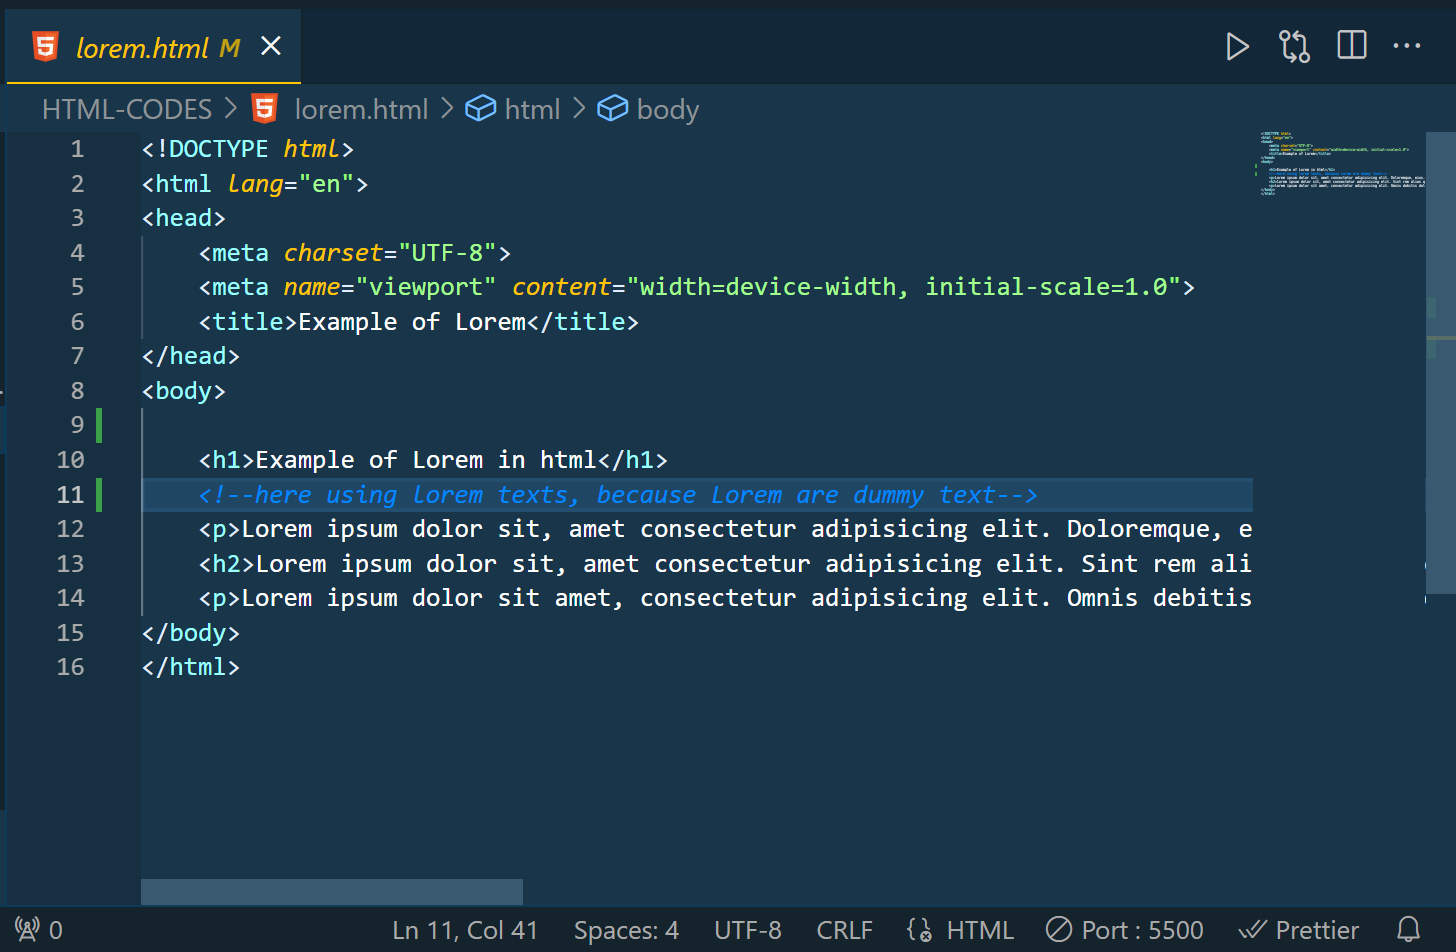 lorem.html M
HTML-CODES > lorem.html > html > body
1 <!DOCTYPE html>
2 <html lang="en">
3 <head>
4 <meta charset="UTF-8">
5 <meta name="viewport" content="width=device-width, initial-scale=1.0">
6 <title>Example of Lorem</title>
7 </head>
8 <body>
9
10 <h1>Example of Lorem in html</h1>
11 <!--here using lorem texts, because Lorem are dummy text-->
12 <p>Lorem ipsum dolor sit, amet consectetur adipisicing elit. Doloremque, e
13 <h2>Lorem ipsum dolor sit, amet consectetur adipisicing elit. Sint rem ali
14 <p>Lorem ipsum dolor sit amet, consectetur adipisicing elit. Omnis debitis
15 </body>
16 </html>
0 Ln 11, Col 41 Spaces: 4 UTF-8 CRLF HTML Port : 5500 Prettier